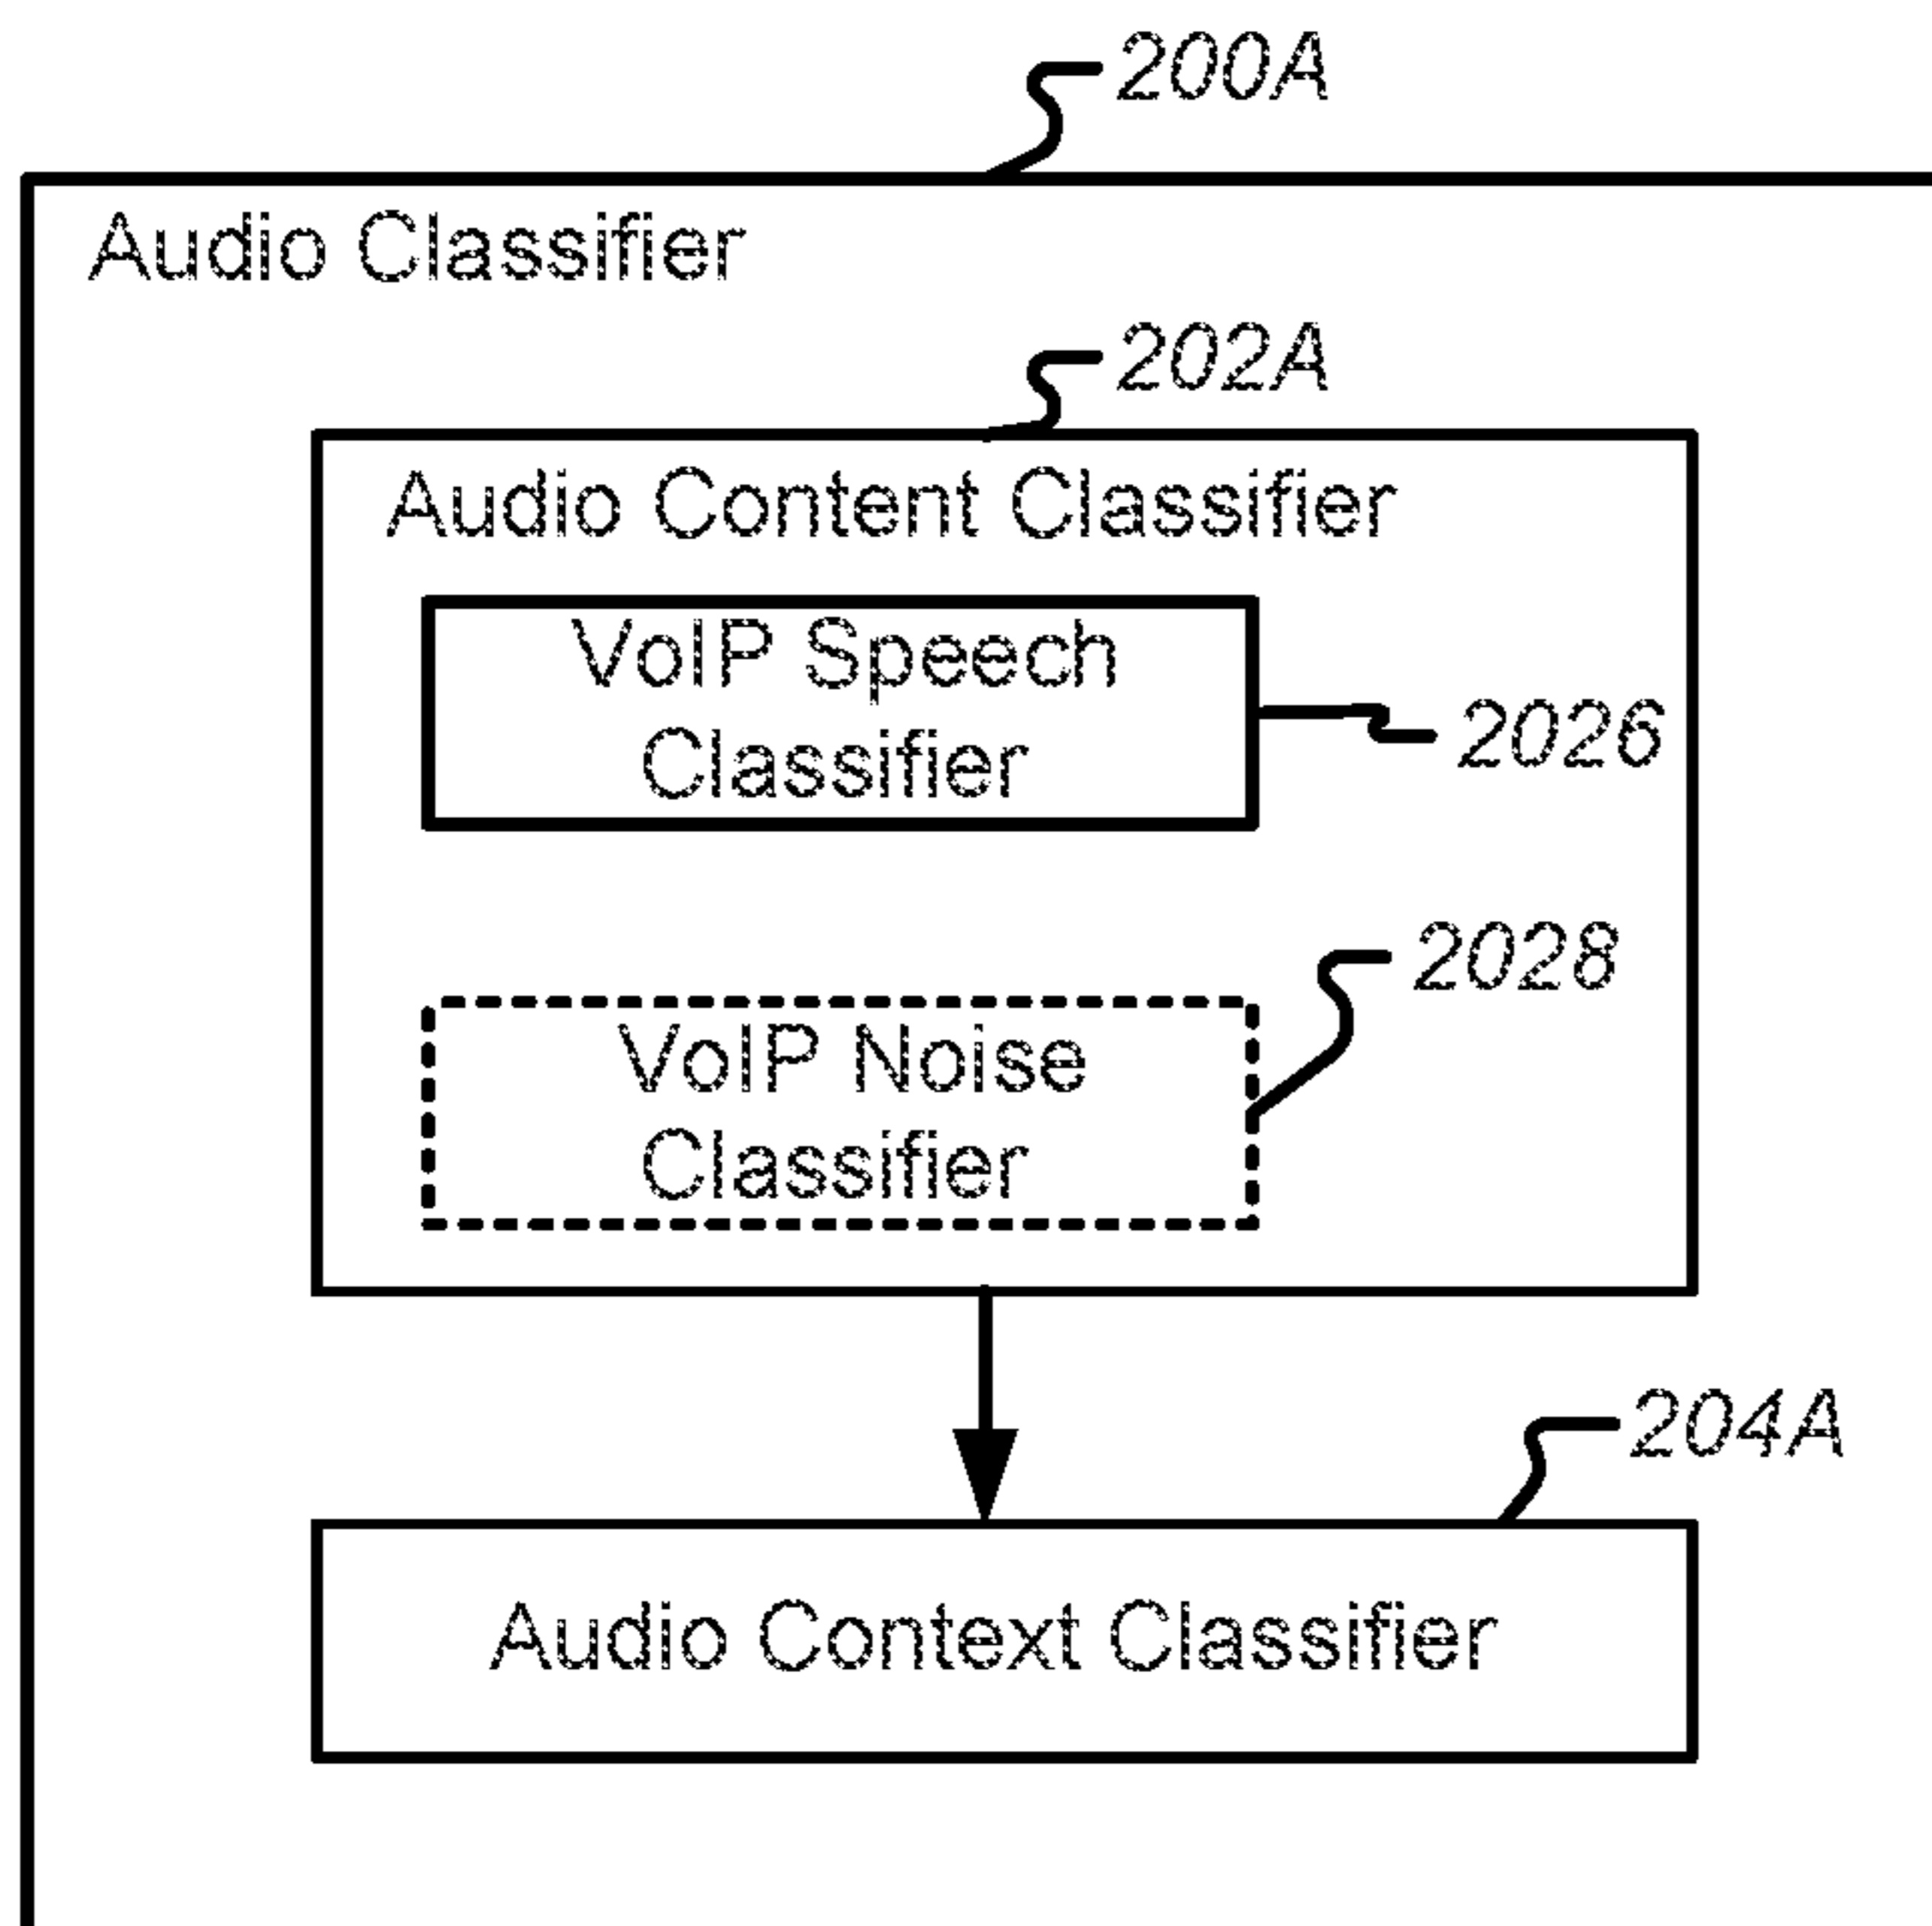 200A
Audio Classifier
202A
Audio Content Classifier
VoIP Speech
Classifier
2026
2028
VoIP Noise
Classifier
204A
Audio Context Classifier